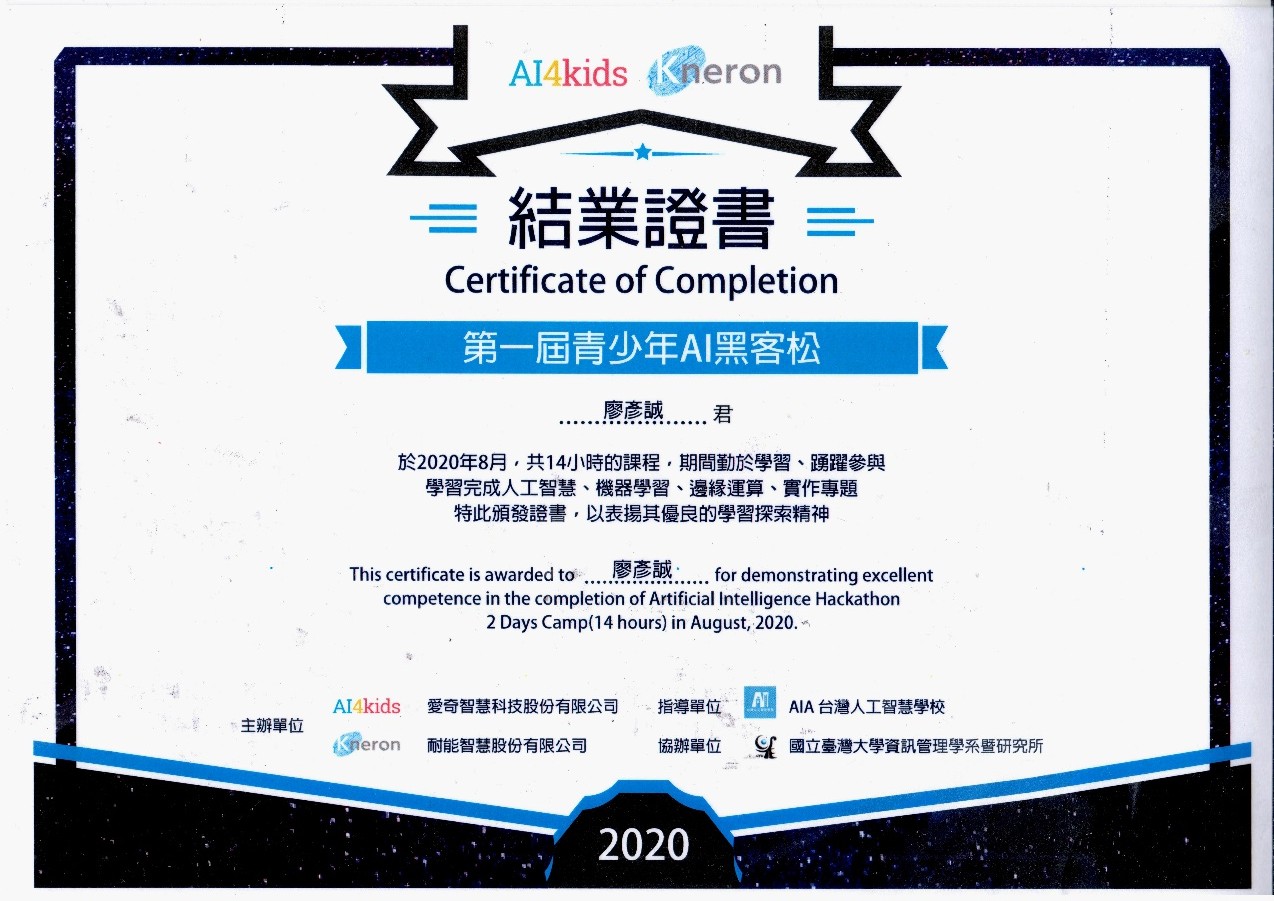 AI4kids Kneron
結業證書
Certificate of Completion
第一屆青少年AI黑客松
廖彥誠 君
於2020年8月，共14小時的課程，期間勤於學習、踴躍參與
學習完成人工智慧、機器學習、邊緣運算、實作專題
特此頒發證書，以表揚其優良的學習探索精神
This certificate is awarded to 廖彥誠 for demonstrating excellent
competence in the completion of Artificial Intelligence Hackathon
2 Days Camp(14 hours) in August, 2020.
主辦單位
AI4kids 愛奇智慧科技股份有限公司
Kneron 耐能智慧股份有限公司
指導單位 AI AIA 台灣人工智慧學校
協辦單位 國立臺灣大學資訊管理學系暨研究所
2020